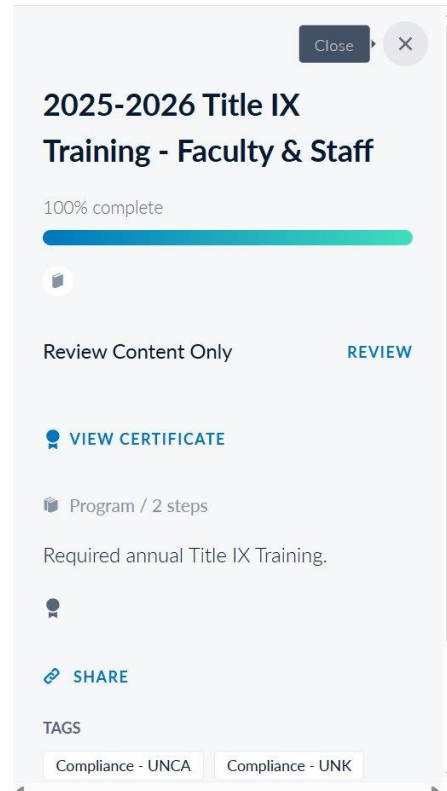 Close
2025-2026 Title IX
Training - Faculty & Staff
100% complete
Review Content Only REVIEW
VIEW CERTIFICATE
Program / 2 steps
Required annual Title IX Training.
SHARE
TAGS
Compliance - UNCA Compliance - UNK